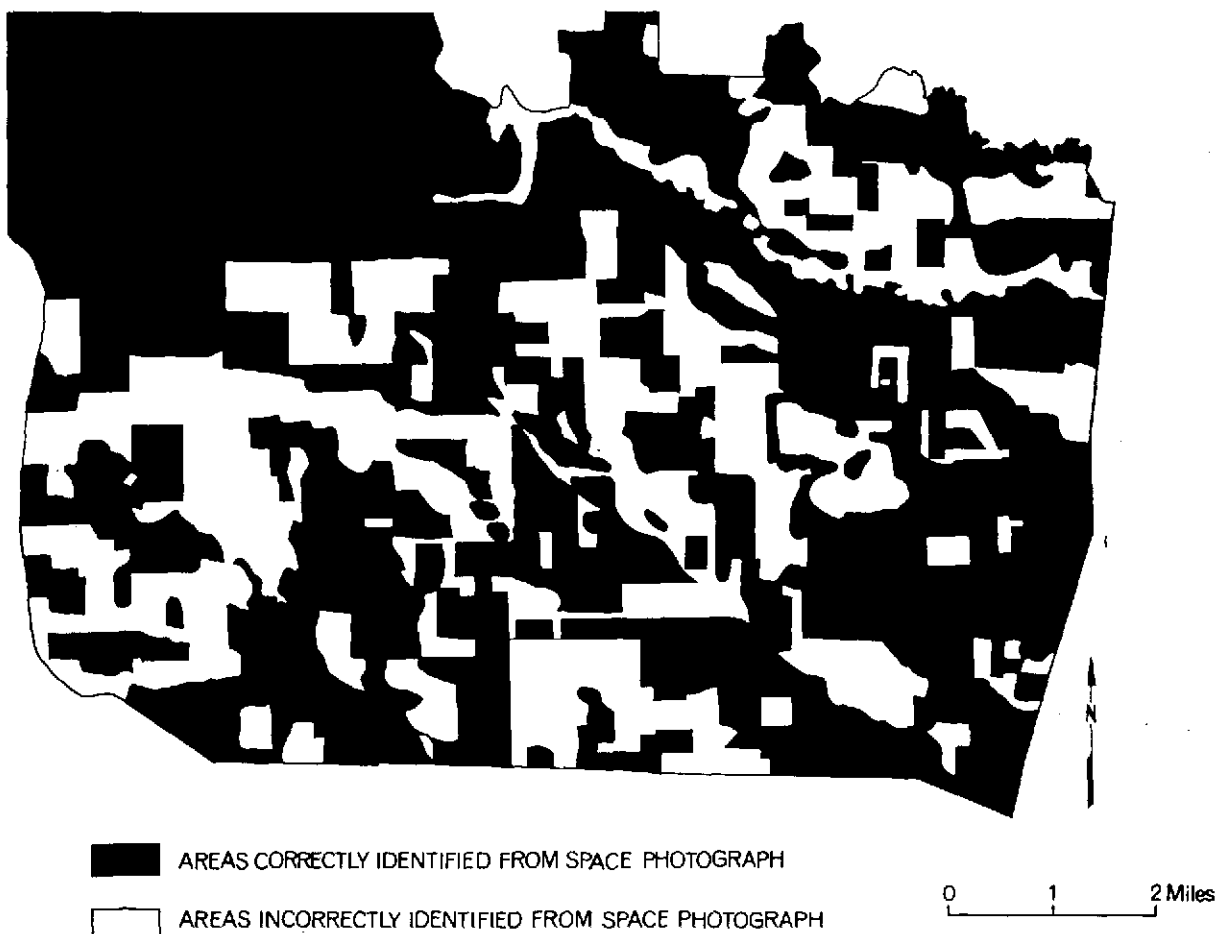 N
AREAS CORRECTLY IDENTIFIED FROM SPACE PHOTOGRAPH
AREAS INCORRECTLY IDENTIFIED FROM SPACE PHOTOGRAPH
0 1 2 Miles